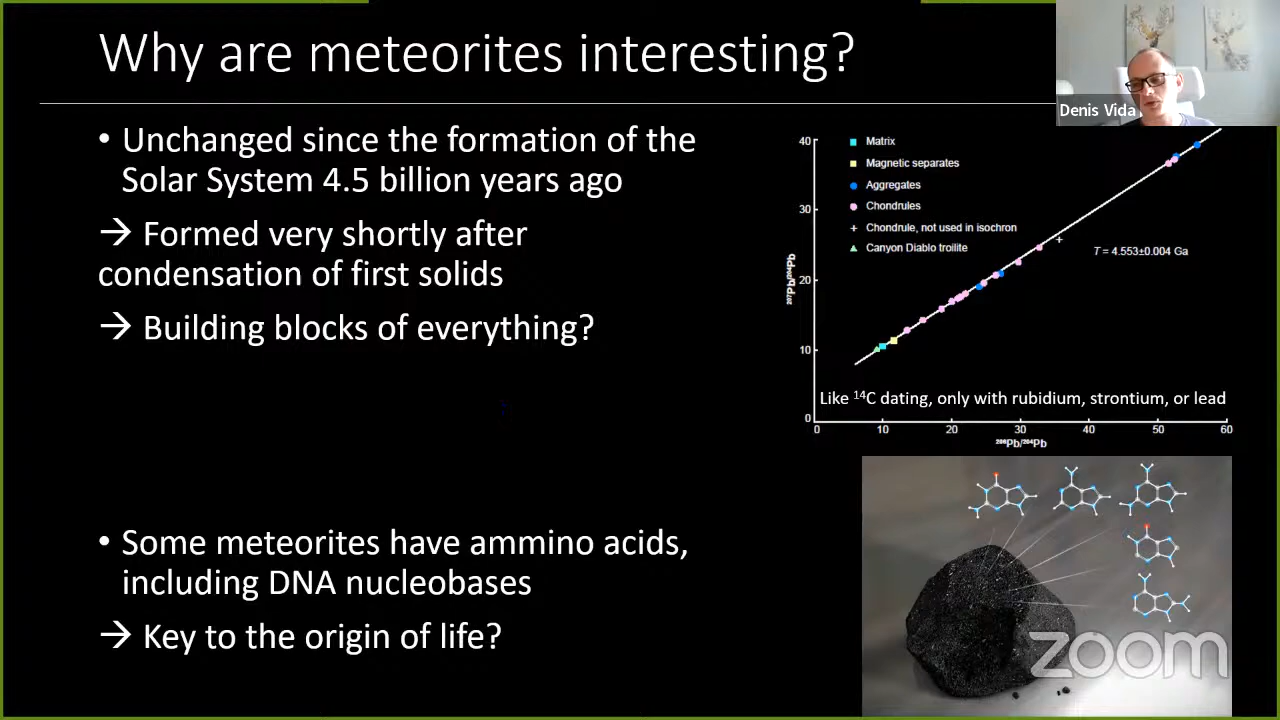 Why are meteorites interesting?
Denis Vida
• Unchanged since the formation of the
Solar System 4.5 billion years ago
→ Formed very shortly after
condensation of first solids
→ Building blocks of everything?
• Some meteorites have ammino acids,
including DNA nucleobases
→ Key to the origin of life?
Matrix
Magnetic separates
Aggregates
Chondrules
Chondrule, not used in isochron
Canyon Diablo troilite
T = 4.553±0.004 Ga
40
30
20
10
0
²⁰⁷Pb/²⁰⁴Pb
Like ¹⁴C dating, only with rubidium, strontium, or lead
0 10 20 30 40 50 60
²⁰⁶Pb/²⁰⁴Pb
zoom